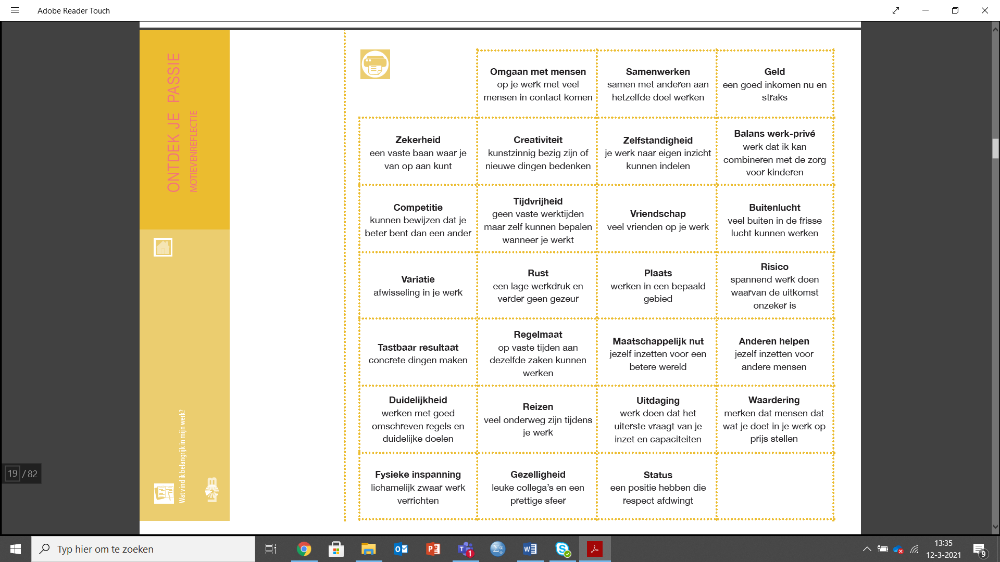 Adobe Reader Touch
ONTDEK JE PASSIE
MOTIEVENREFLECTIE
Wat vind ik belangrijk in mijn werk?
Omgaan met mensen
op je werk met veel
mensen in contact komen
Samenwerken
samen met anderen aan
hetzelfde doel werken
Geld
een goed inkomen nu en
straks
Zekerheid
een vaste baan waar je
van op aan kunt
Creativiteit
kunstzinnig bezig zijn of
nieuwe dingen bedenken
Zelfstandigheid
je werk naar eigen inzicht
kunnen indelen
Balans werk-privé
werk dat ik kan
combineren met de zorg
voor kinderen
Competitie
kunnen bewijzen dat je
beter bent dan een ander
Tijdvrijheid
geen vaste werktijden
maar zelf kunnen bepalen
wanneer je werkt
Vriendschap
veel vrienden op je werk
Buitenlucht
veel buiten in de frisse
lucht kunnen werken
Variatie
afwisseling in je werk
Rust
een lage werkdruk en
verder geen gezeur
Plaats
werken in een bepaald
gebied
Risico
spannend werk doen
waarvan de uitkomst
onzeker is
Tastbaar resultaat
concrete dingen maken
Regelmaat
op vaste tijden aan
dezelfde zaken kunnen
werken
Maatschappelijk nut
jezelf inzetten voor een
betere wereld
Anderen helpen
jezelf inzetten voor
andere mensen
Duidelijkheid
werken met goed
omschreven regels en
duidelijke doelen
Reizen
veel onderweg zijn tijdens
je werk
Uitdaging
werk doen dat het
uiterste vraagt van je
inzet en capaciteiten
Waardering
merken dat mensen dat
wat je doet in je werk op
prijs stellen
Fysieke inspanning
lichamelijk zwaar werk
verrichten
Gezelligheid
leuke collega's en een
prettige sfeer
Status
een positie hebben die
respect afdwingt
19 / 82
Typ hier om te zoeken
1
13:35
12-3-2021
9